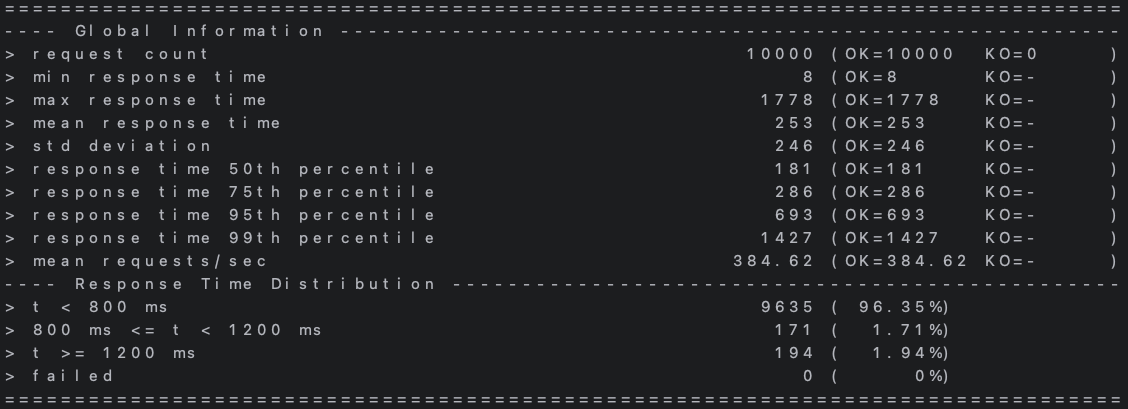 ================================================================================
---- Global Information --------------------------------------------------------
> request count                                      10000 (OK=10000  KO=0     )
> min response time                                      8 (OK=8      KO=-     )
> max response time                                   1778 (OK=1778   KO=-     )
> mean response time                                   253 (OK=253    KO=-     )
> std deviation                                        246 (OK=246    KO=-     )
> response time 50th percentile                        181 (OK=181    KO=-     )
> response time 75th percentile                        286 (OK=286    KO=-     )
> response time 95th percentile                        693 (OK=693    KO=-     )
> response time 99th percentile                       1427 (OK=1427   KO=-     )
> mean requests/sec                                 384.62 (OK=384.62 KO=-     )
---- Response Time Distribution ------------------------------------------------
> t < 800 ms                                          9635 ( 96.35%)
> 800 ms <= t < 1200 ms                                171 (  1.71%)
> t >= 1200 ms                                         194 (  1.94%)
> failed                                                 0 (     0%)
================================================================================